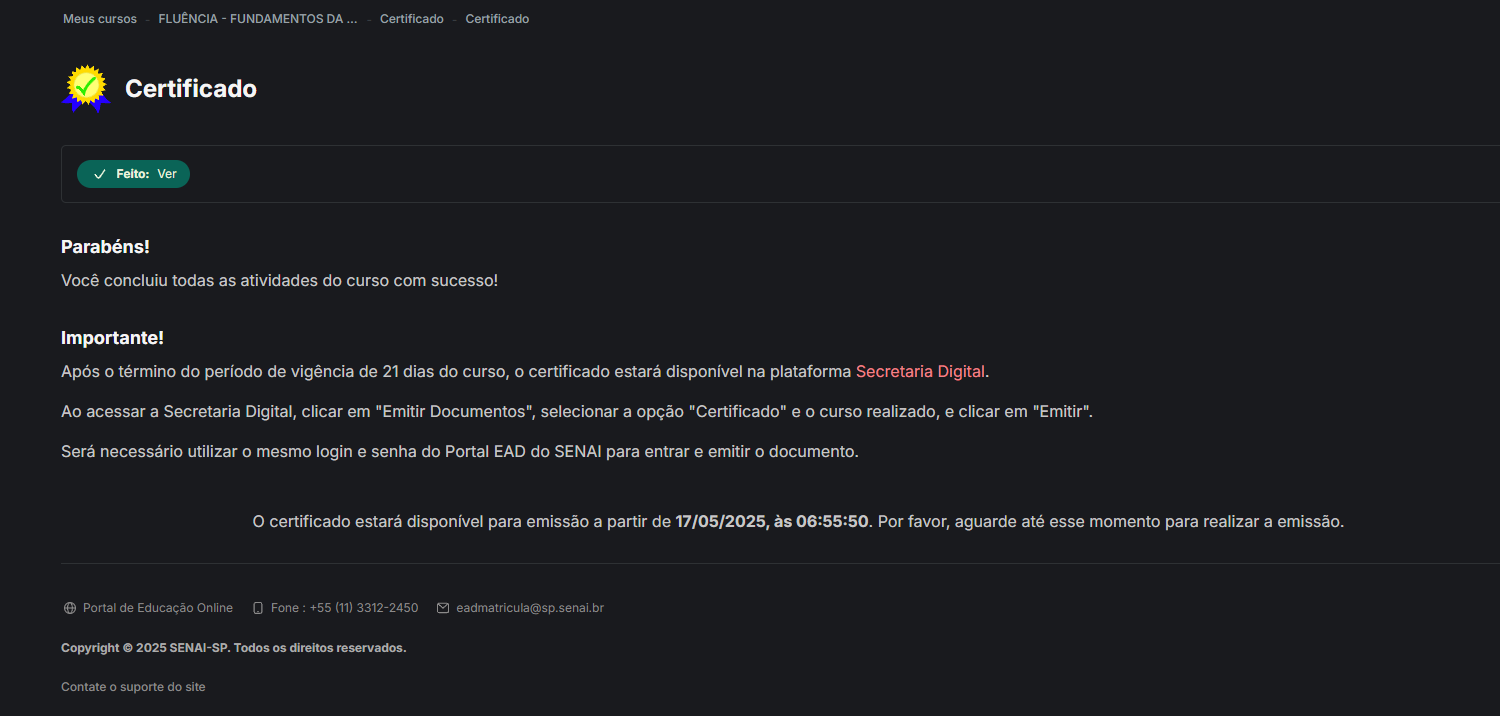 Meus cursos - FLUÊNCIA - FUNDAMENTOS DA ... - Certificado - Certificado
Certificado
Feito: Ver
Parabéns!
Você concluiu todas as atividades do curso com sucesso!
Importante!
Após o término do período de vigência de 21 dias do curso, o certificado estará disponível na plataforma Secretaria Digital.
Ao acessar a Secretaria Digital, clicar em "Emitir Documentos", selecionar a opção "Certificado" e o curso realizado, e clicar em "Emitir".
Será necessário utilizar o mesmo login e senha do Portal EAD do SENAI para entrar e emitir o documento.
O certificado estará disponível para emissão a partir de 17/05/2025, às 06:55:50. Por favor, aguarde até esse momento para realizar a emissão.
Portal de Educação Online Fone : +55 (11) 3312-2450 eadmatricula@sp.senai.br
Copyright © 2025 SENAI-SP. Todos os direitos reservados.
Contate o suporte do site